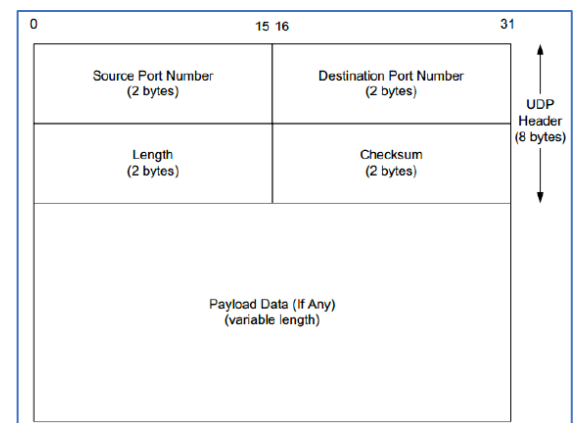 0 15 16 31
Source Port Number
(2 bytes)
Destination Port Number
(2 bytes)
UDP
Header
(8 bytes)
Length
(2 bytes)
Checksum
(2 bytes)
Payload Data (If Any)
(variable length)